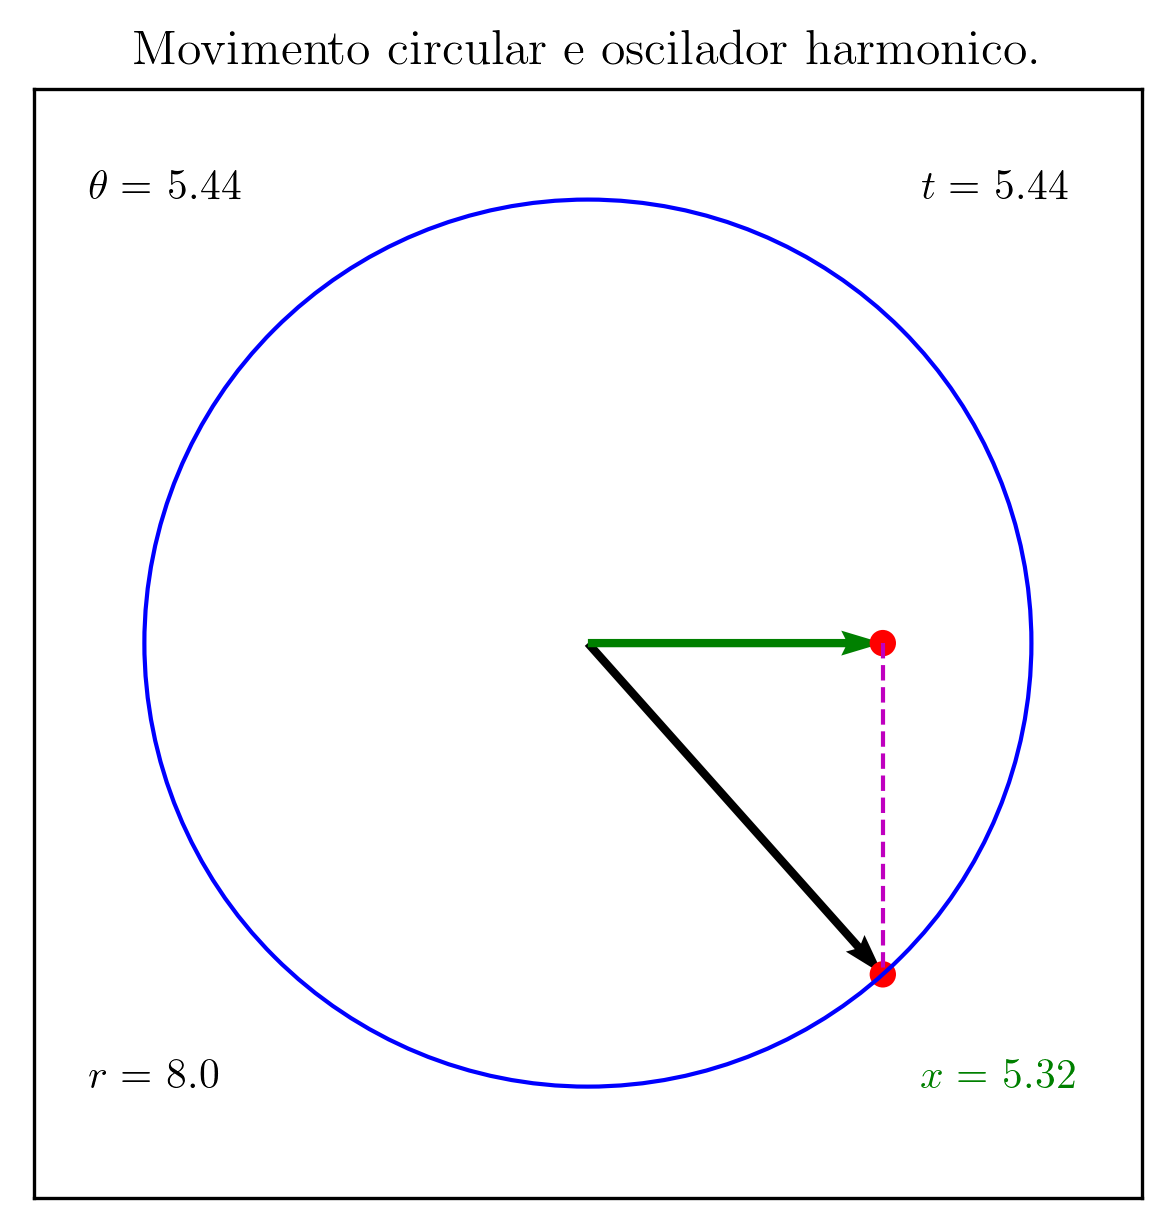 Movimento circular e oscilador harmonico.
θ = 5.44
t = 5.44
r = 8.0
x = 5.32